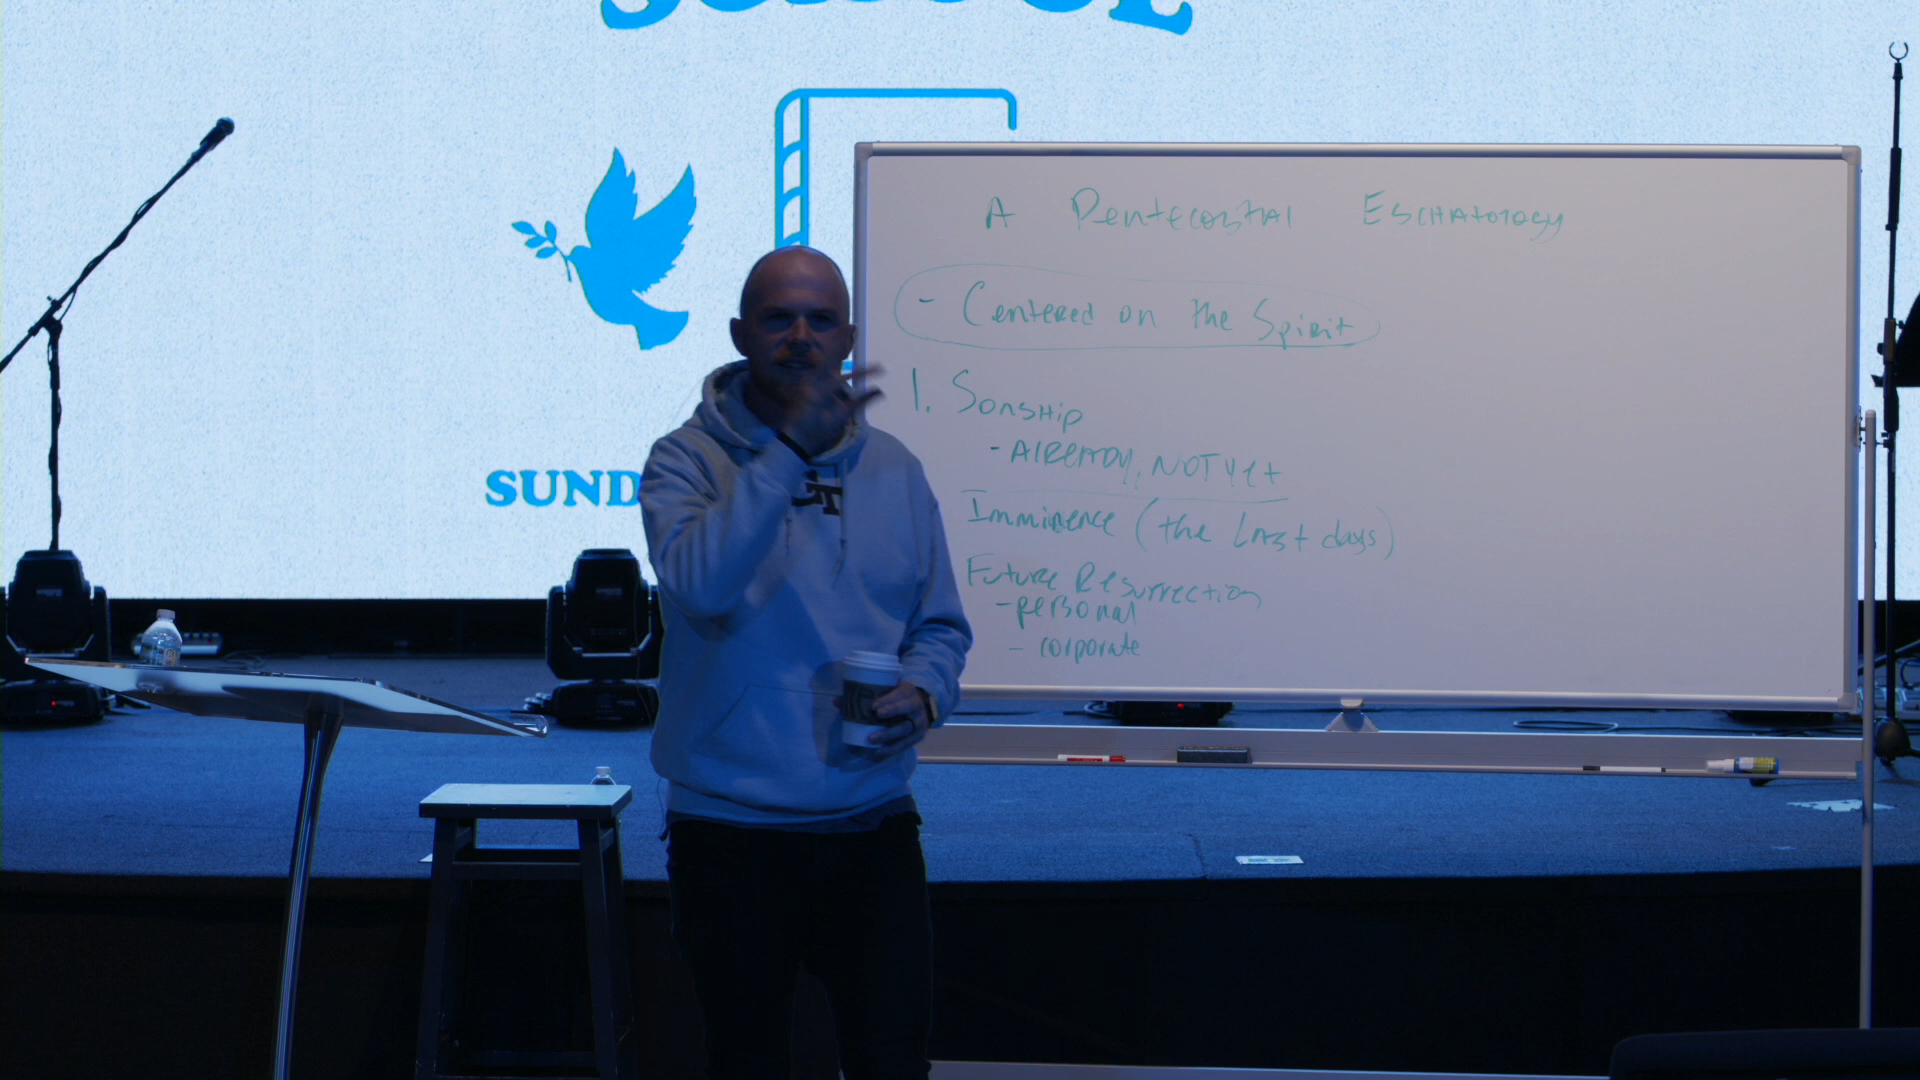 SCHOOL
SUND
A Pentecostal Eschatology
- Centered on the Spirit
1. Sonship
- Already, Not yet
Imminence (the Last days)
Future Resurrection
- personal
- corporate